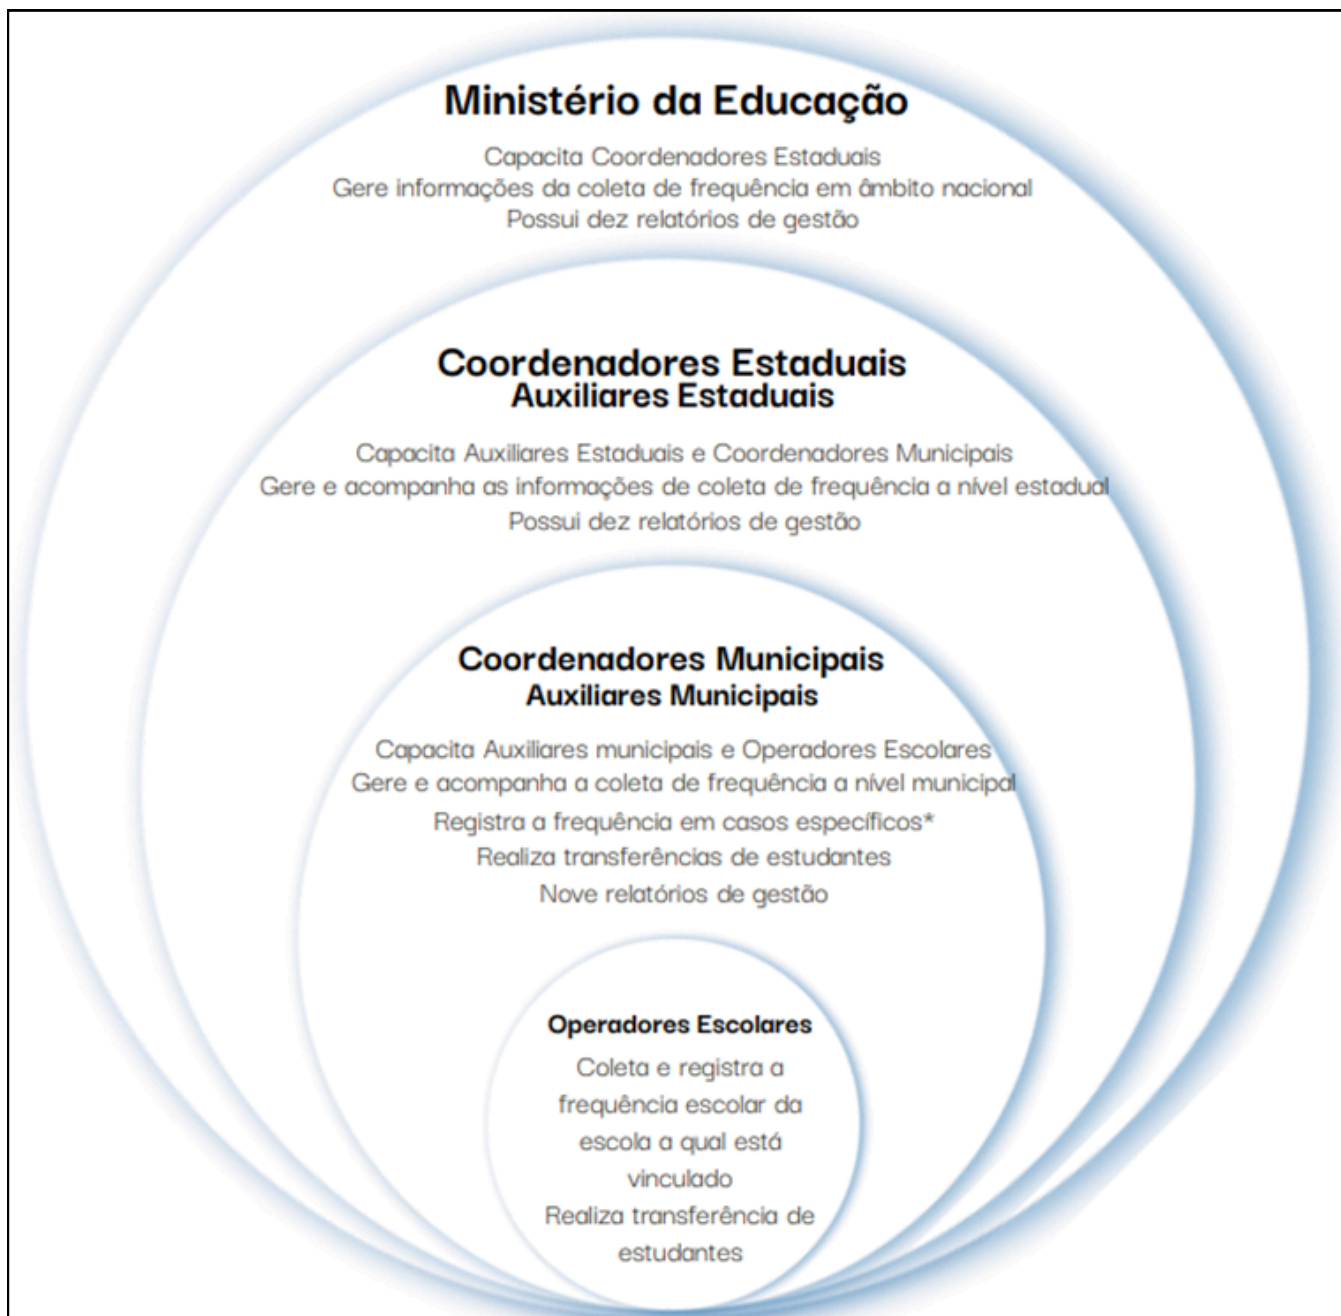 Ministério da Educação
Capacita Coordenadores Estaduais
Gere informações da coleta de frequência em âmbito nacional
Possui dez relatórios de gestão
Coordenadores Estaduais
Auxiliares Estaduais
Capacita Auxiliares Estaduais e Coordenadores Municipais
Gere e acompanha as informações de coleta de frequência a nível estadual
Possui dez relatórios de gestão
Coordenadores Municipais
Auxiliares Municipais
Capacita Auxiliares municipais e Operadores Escolares
Gere e acompanha a coleta de frequência a nível municipal
Registra a frequência em casos específicos*
Realiza transferências de estudantes
Nove relatórios de gestão
Operadores Escolares
Coleta e registra a
frequência escolar da
escola a qual está
vinculado
Realiza transferência de
estudantes